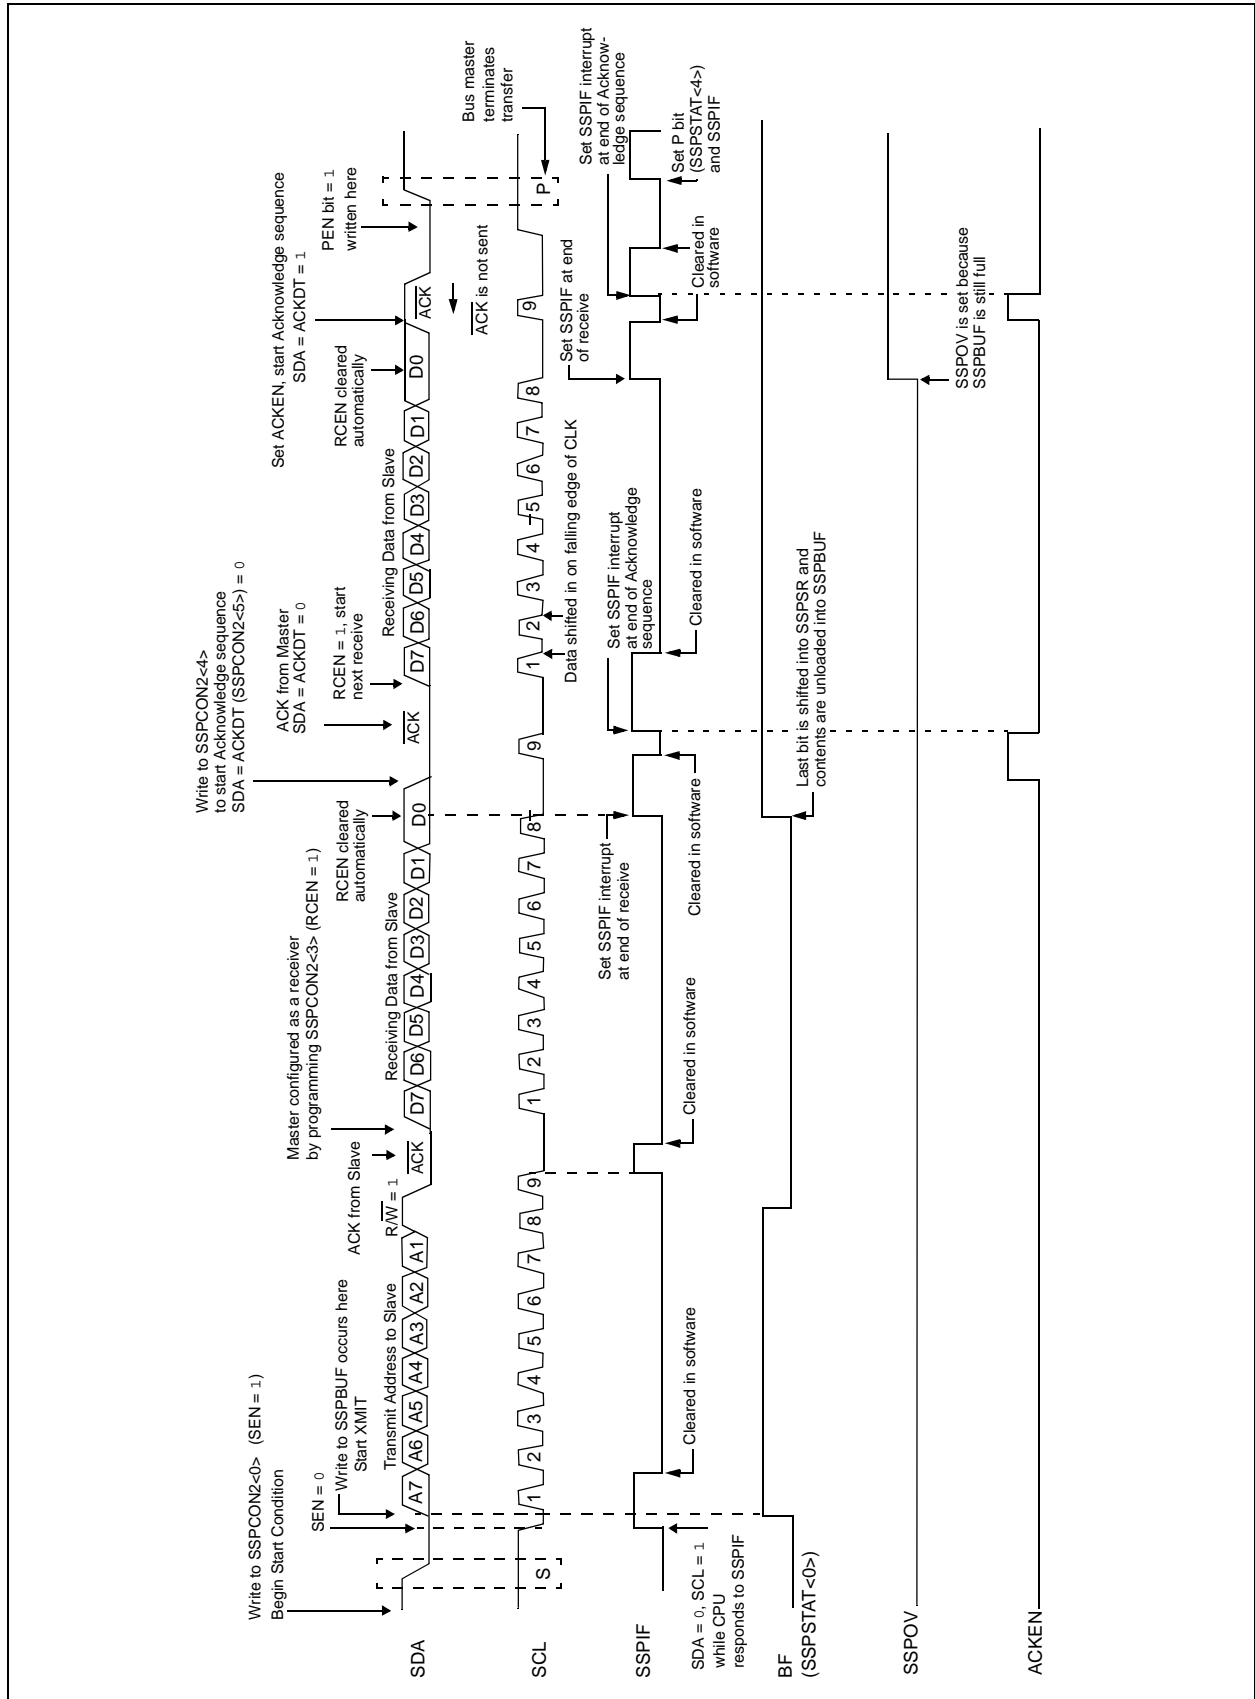 Write to SSPCON2<0> (SEN = 1)
Begin Start Condition
SEN = 0
Write to SSPBUF occurs here
Start XMIT
Master configured as a receiver
by programming SSPCON2<3> (RCEN = 1)
ACK from Slave
RCEN cleared
automatically
Write to SSPCON2<4>
to start Acknowledge sequence
SDA = ACKDT (SSPCON2<5>) = 0
ACK from Master
SDA = ACKDT = 0
RCEN = 1, start
next receive
RCEN cleared
automatically
Set ACKEN, start Acknowledge sequence
SDA = ACKDT = 1
PEN bit = 1
written here
Transmit Address to Slave
R/W = 1
Receiving Data from Slave
Receiving Data from Slave
SDA
A7 A6 A5 A4 A3 A2 A1 ACK D7 D6 D5 D4 D3 D2 D1 D0 ACK D7 D6 D5 D4 D3 D2 D1 D0 ACK
ACK is not sent
Bus master
terminates
transfer
SCL
S 1 2 3 4 5 6 7 8 9 1 2 3 4 5 6 7 8 9 1 2 3 4 5 6 7 8 9 P
Data shifted in on falling edge of CLK
Set SSPIF interrupt
at end of receive
Set SSPIF interrupt
at end of Acknowledge
sequence
Set SSPIF at end
of receive
Set SSPIF interrupt
at end of Acknow-
ledge sequence
SSPIF
SDA = 0, SCL = 1
while CPU
responds to SSPIF
Cleared in software
Cleared in software
Cleared in software
Cleared in software
Cleared in
software
Set P bit
(SSPSTAT<4>)
and SSPIF
BF
(SSPSTAT<0>)
Last bit is shifted into SSPSR and
contents are unloaded into SSPBUF
SSPOV
SSPOV is set because
SSPBUF is still full
ACKEN